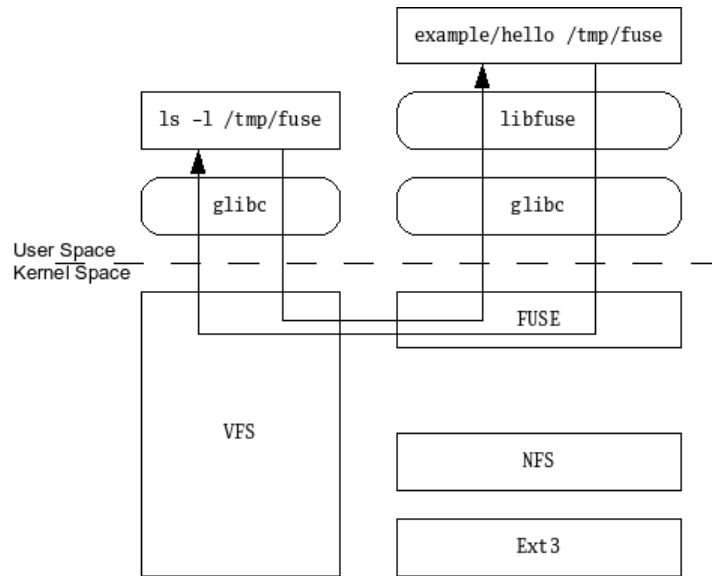 example/hello /tmp/fuse
ls -l /tmp/fuse
libfuse
glibc
glibc
User Space
Kernel Space
FUSE
VFS
NFS
Ext3